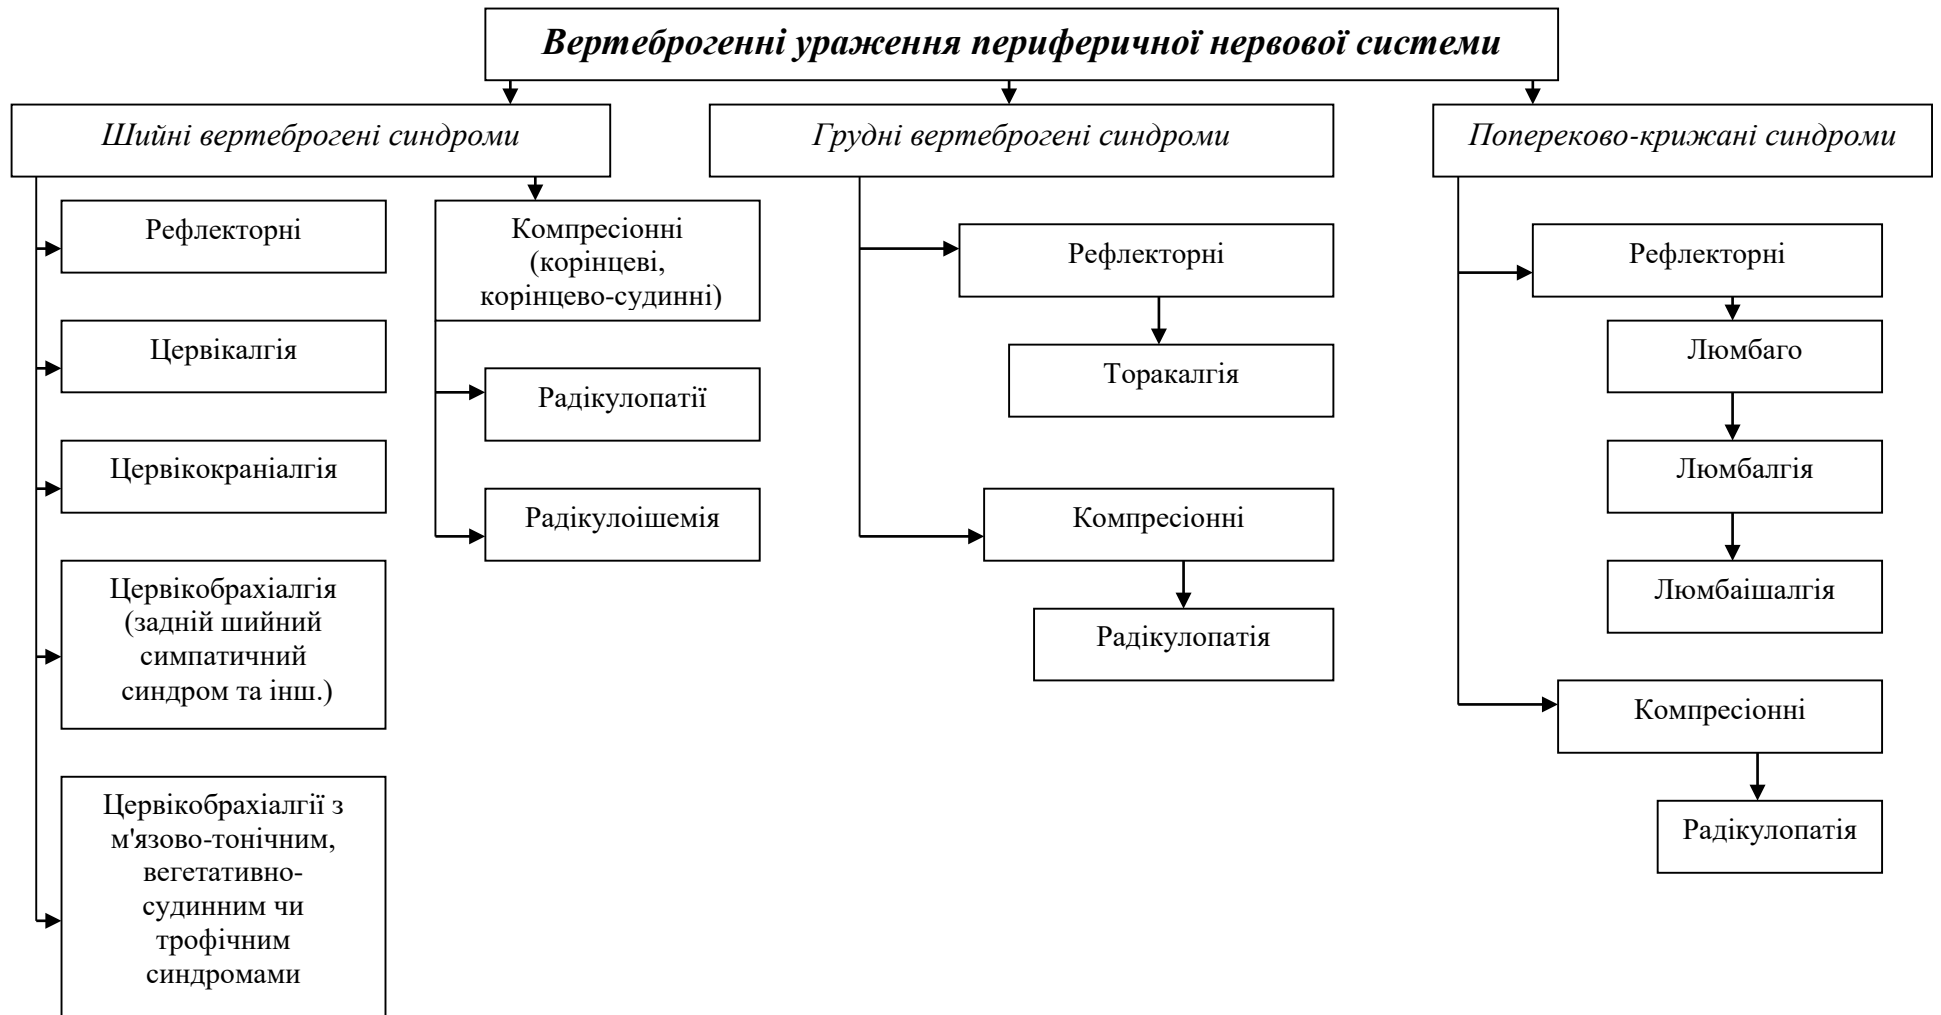 Вертеброгенні ураження периферичної нервової системи
Шийні вертеброгені синдроми
Грудні вертеброгені синдроми
Попереково-крижані синдроми
Рефлекторні
Цервікалгія
Цервікокраніалгія
Цервікобрахіалгія
(задній шийний
симпатичний
синдром та інш.)
Цервікобрахіалгії з
м'язово-тонічним,
вегетативно-
судинним чи
трофічним
синдромами
Компресіонні
(корінцеві,
корінцево-судинні)
Радікулопатії
Радікулоішемія
Рефлекторні
Торакалгія
Компресіонні
Радікулопатія
Рефлекторні
Люмбаго
Люмбалгія
Люмбаішалгія
Компресіонні
Радікулопатія